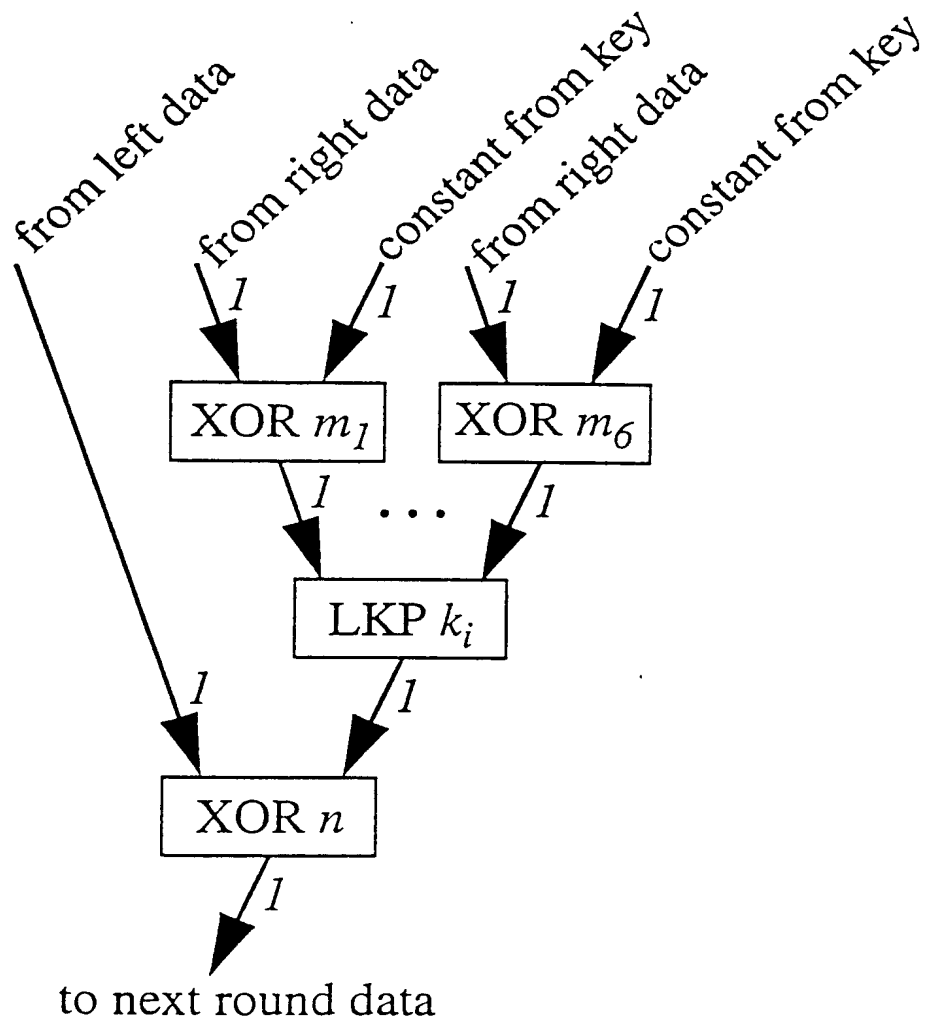 from left data
from right data
constant from key
from right data
constant from key
1
1
1
1
XOR m1
XOR m6
1
...
1
LKP ki
1
1
XOR n
1
to next round data